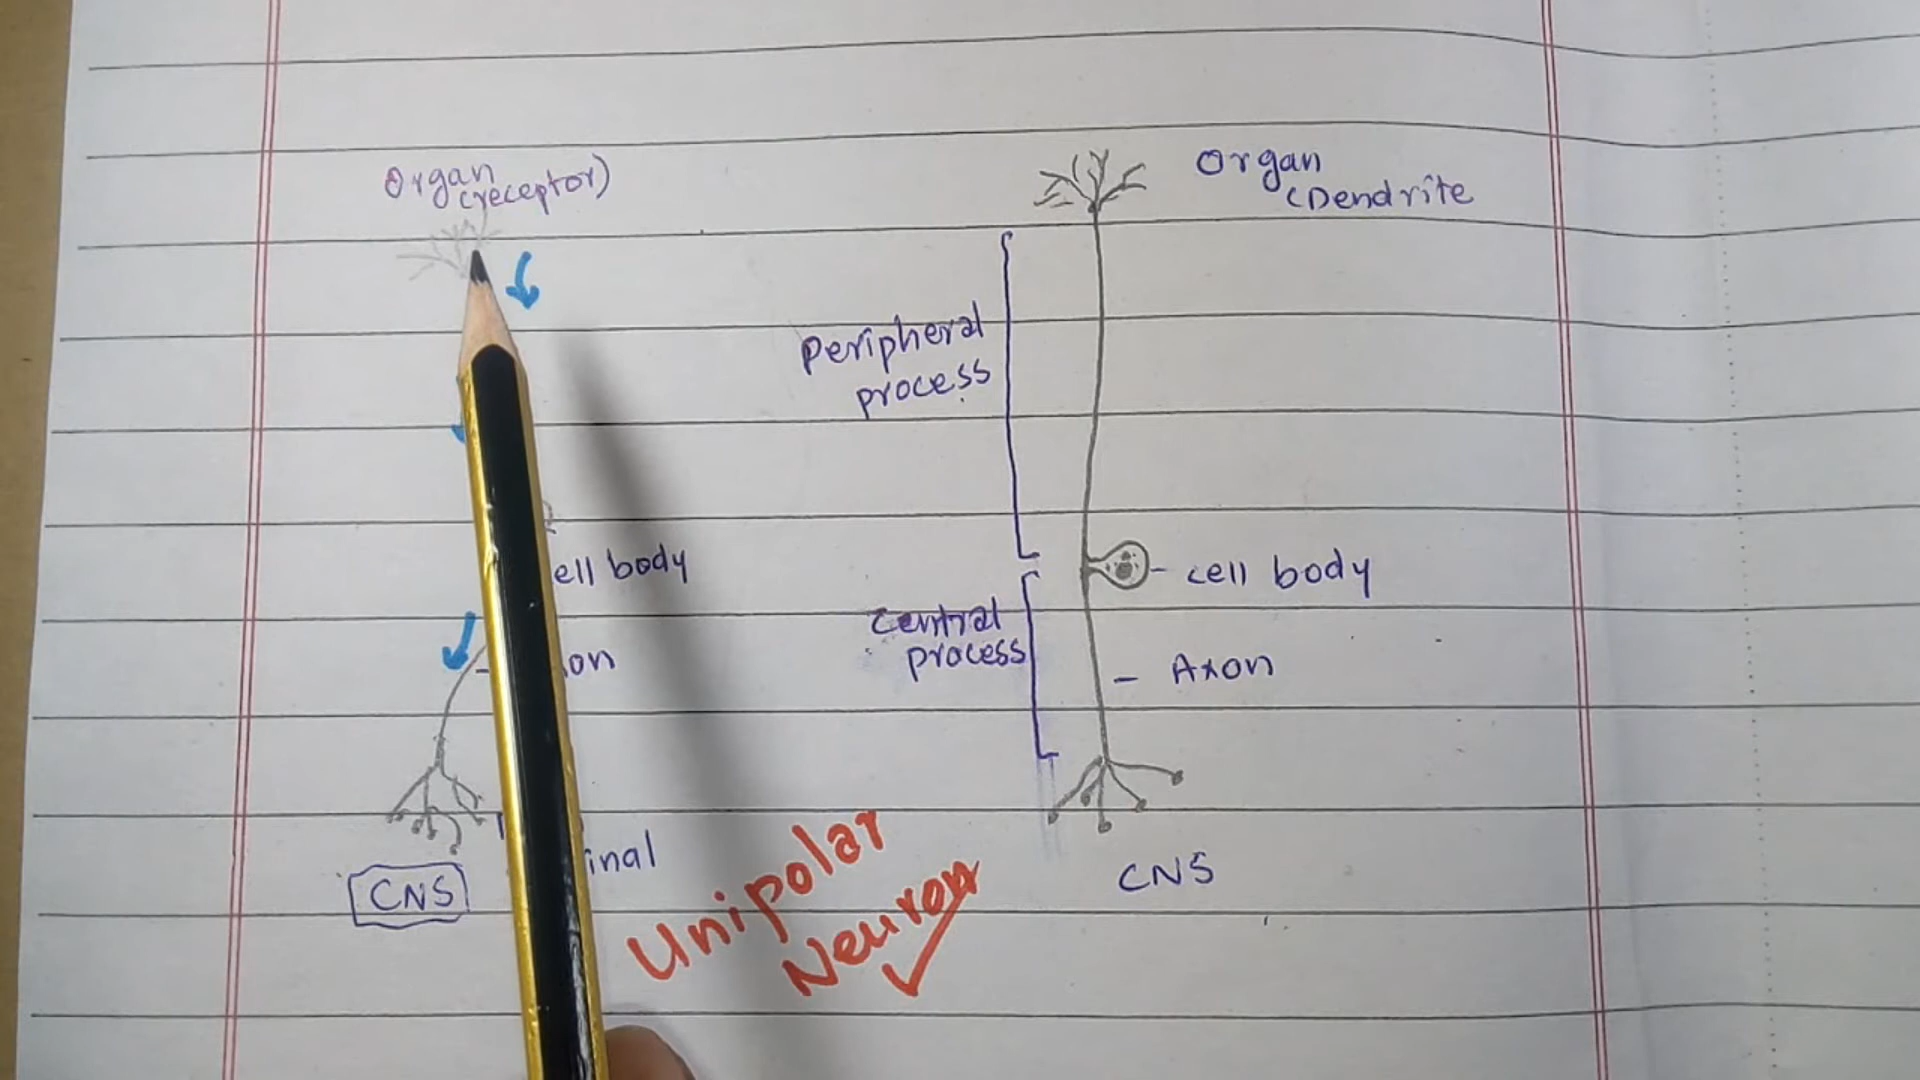 Organ
(receptor)
ell body
on
inal
CNS
Organ
(Dendrite
Peripheral
process
cell body
Central
process
Axon
CNS
Unipolar
Neuron